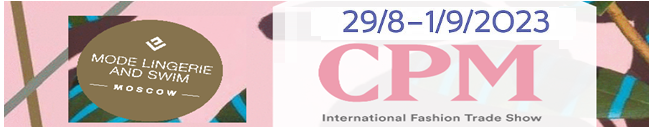 MODE LINGERIE
AND SWIM
MOSCOW
29/8–1/9/2023
CPM
International Fashion Trade Show